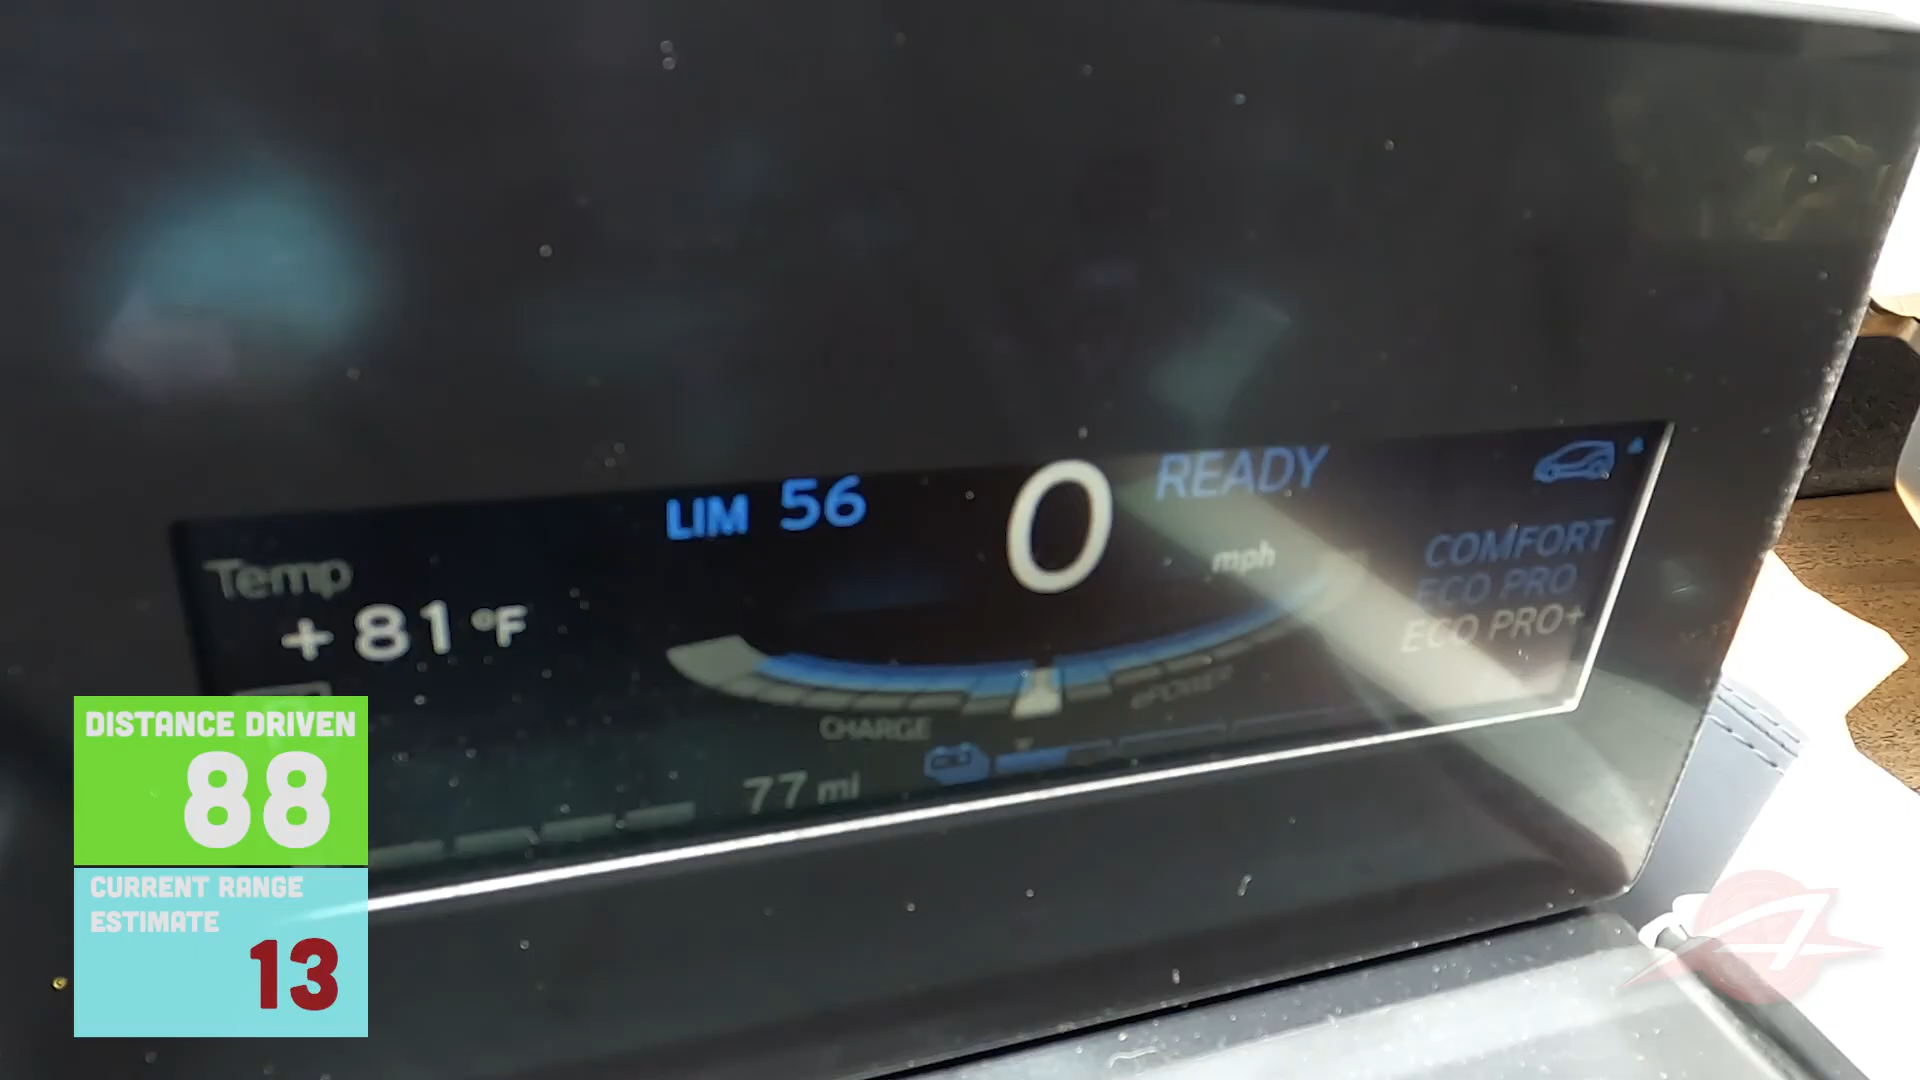 READY
LIM 56
0
mph
COMFORT
ECO PRO
ECO PRO+
Temp
+81 °F
CHARGE
ePOWER
77 mi
DISTANCE DRIVEN
88
CURRENT RANGE
ESTIMATE
13